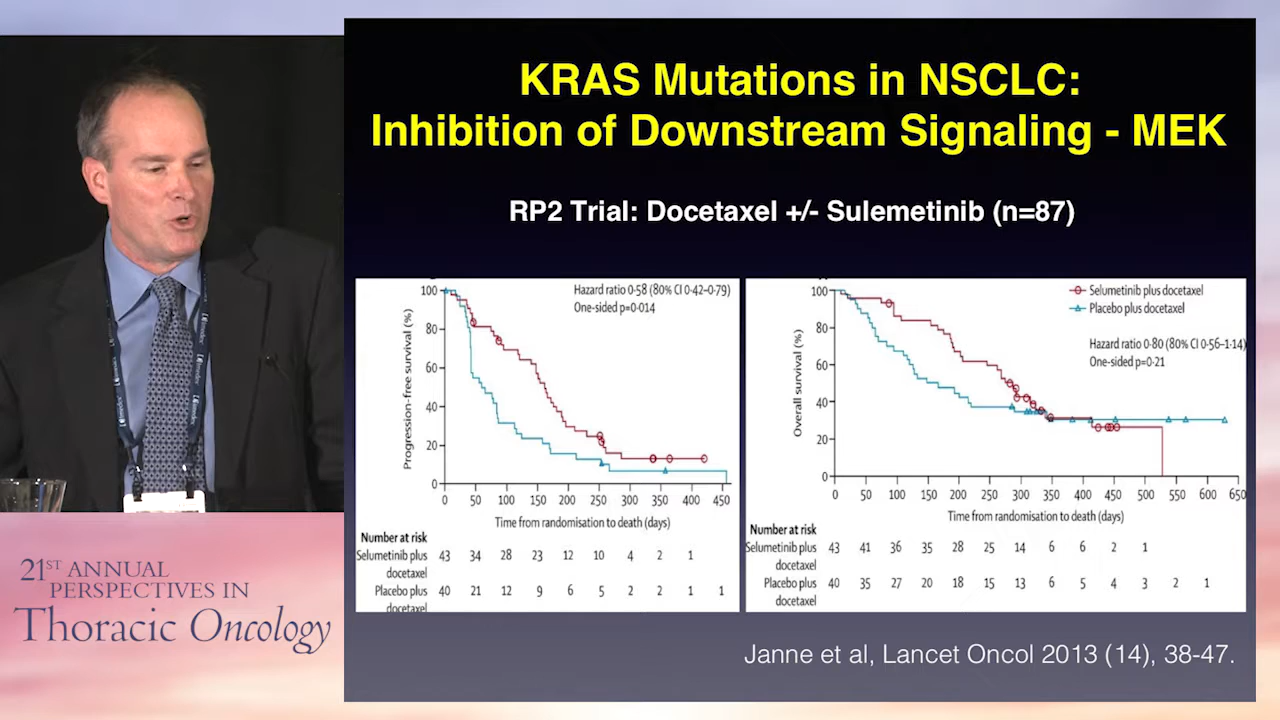 KRAS Mutations in NSCLC:
Inhibition of Downstream Signaling - MEK
RP2 Trial: Docetaxel +/- Sulemetinib (n=87)
Hazard ratio 0·58 (80% CI 0·42–0·79)
One-sided p=0·014
Progression-free survival (%)
100
80
60
40
20
0
0 50 100 150 200 250 300 350 400 450
Time from randomisation to death (days)
Number at risk
Selumetinib plus 43 34 28 23 12 10 4 2 1
docetaxel
Placebo plus 40 21 12 9 6 5 2 2 1 1
docetaxel
Selumetinib plus docetaxel
Placebo plus docetaxel
Hazard ratio 0·80 (80% CI 0·56–1·14)
One-sided p=0·21
Overall survival (%)
100
80
60
40
20
0
0 50 100 150 200 250 300 350 400 450 500 550 600 650
Time from randomisation to death (days)
Number at risk
Selumetinib plus 43 41 36 35 28 25 14 6 6 2 1
docetaxel
Placebo plus 40 35 27 20 18 15 13 6 5 4 3 2 1
docetaxel
Janne et al, Lancet Oncol 2013 (14), 38-47.
21ST ANNUAL
PERSPECTIVES IN
Thoracic Oncology